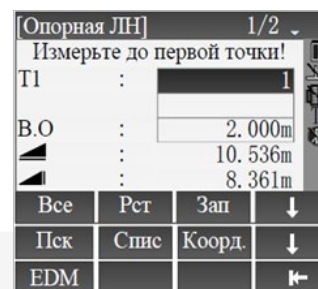 [Опорная ЛН] 1/2
Измерьте до первой точки!
T1 : 1
В.О : 2.000m
: 10.536m
: 8.361m
Все Рст Зап ↓
Пск Спис Коорд. ↓
EDM